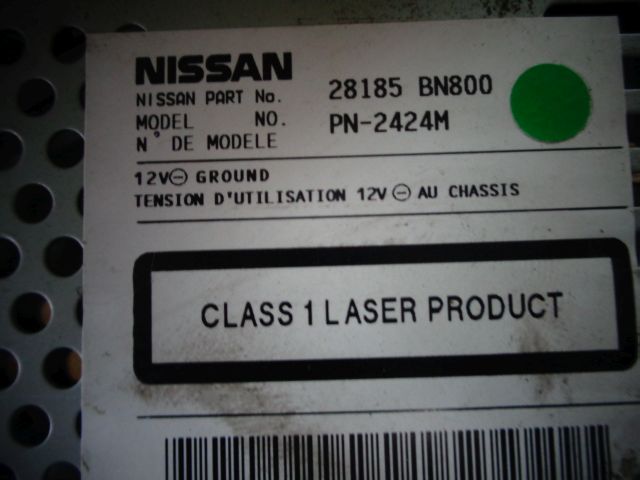 NISSAN
NISSAN PART No. 28185 BN800
MODEL NO. PN-2424M
N° DE MODELE
12V⊖ GROUND
TENSION D'UTILISATION 12V ⊖ AU CHASSIS
CLASS 1 LASER PRODUCT